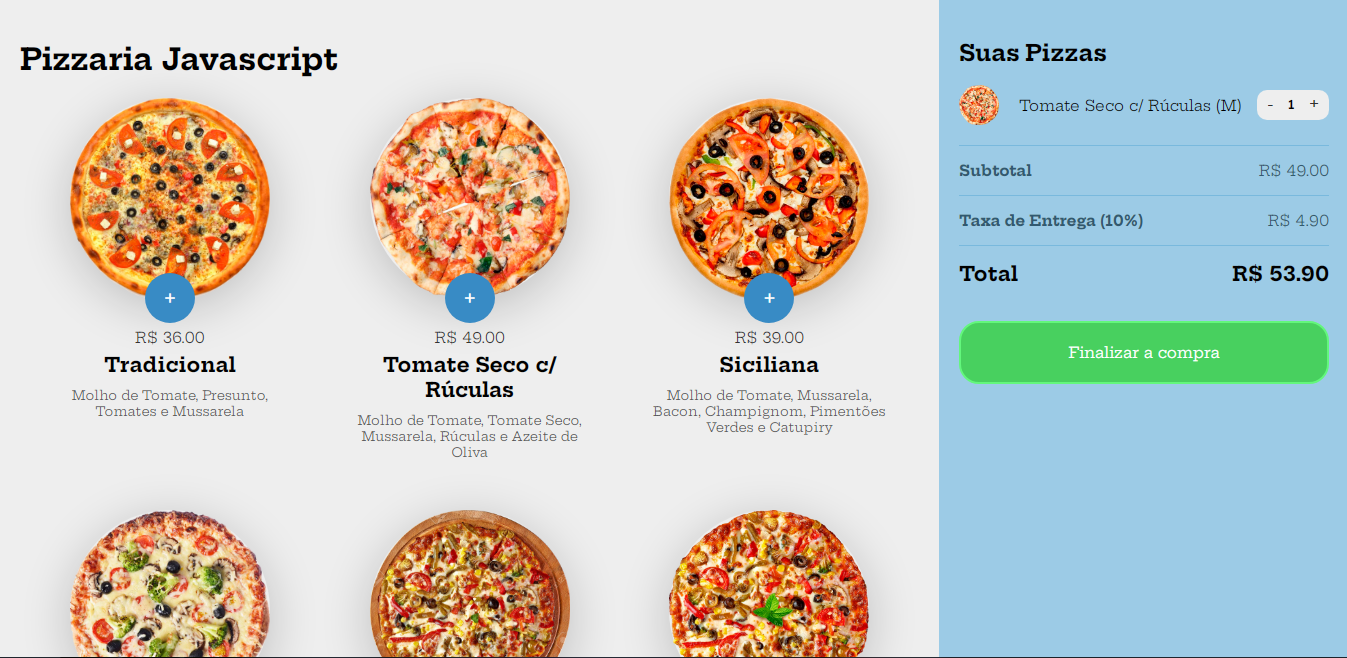 Pizzaria Javascript
+
R$ 36.00
Tradicional
Molho de Tomate, Presunto,
Tomates e Mussarela
+
R$ 49.00
Tomate Seco c/
Rúculas
Molho de Tomate, Tomate Seco,
Mussarela, Rúculas e Azeite de
Oliva
+
R$ 39.00
Siciliana
Molho de Tomate, Mussarela,
Bacon, Champignom, Pimentões
Verdes e Catupiry
Suas Pizzas
Tomate Seco c/ Rúculas (M) - 1 +
Subtotal R$ 49.00
Taxa de Entrega (10%) R$ 4.90
Total R$ 53.90
Finalizar a compra